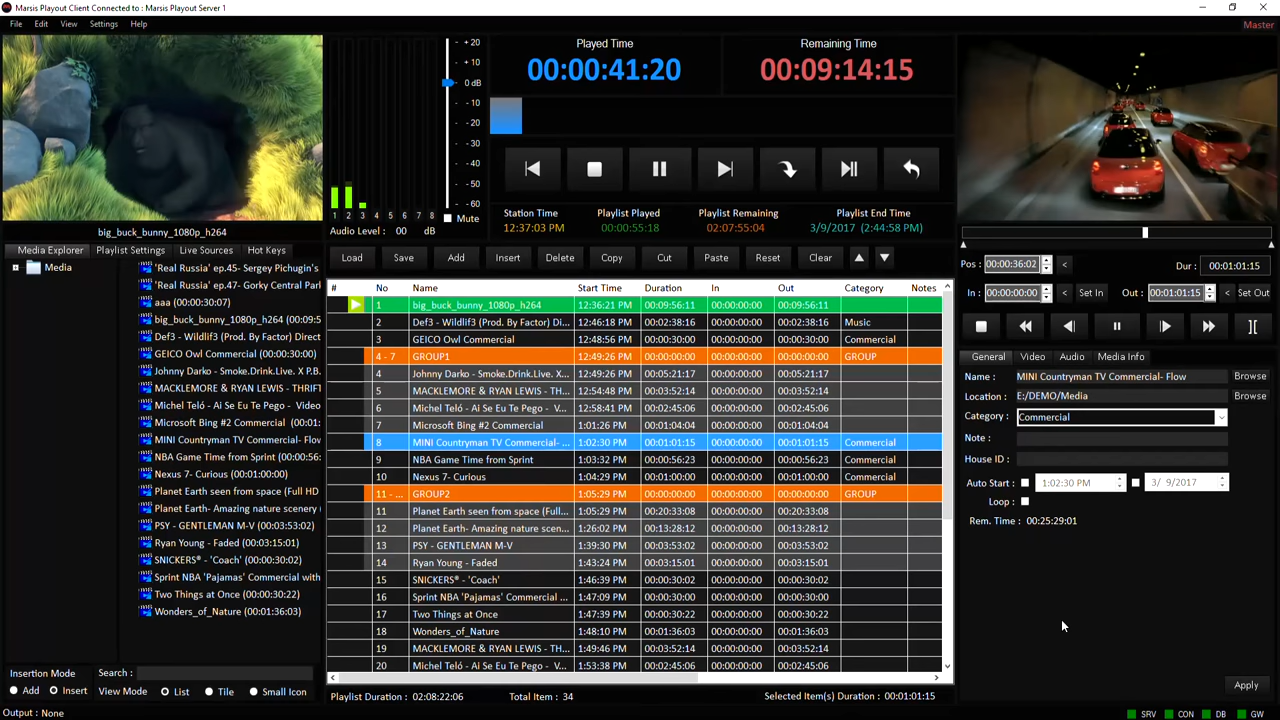 Marsis Playout Client Connected to : Marsis Playout Server 1
File Edit View Settings Help
Master
big_buck_bunny_1080p_h264
Media Explorer Playlist Settings Live Sources Hot Keys
Media
'Real Russia' ep.45- Sergey Pichugin's
'Real Russia' ep.47- Gorky Central Park
aaa (00:00:30:07)
big_buck_bunny_1080p_h264 (00:09:5
Def3 - Wildlif3 (Prod. By Factor) Direct
GEICO Owl Commercial (00:00:30:00)
Johnny Darko - Smoke.Drink.Live. X P.B.
MACKLEMORE & RYAN LEWIS - THRIFT
Michel Teló - Ai Se Eu Te Pego - Video
Microsoft Bing #2 Commercial (00:01:
MINI Countryman TV Commercial- Flow
NBA Game Time from Sprint (00:00:56:
Nexus 7- Curious (00:01:00:00)
Planet Earth seen from space (Full HD
Planet Earth- Amazing nature scenery (
PSY - GENTLEMAN M-V (00:03:53:02)
Ryan Young - Faded (00:03:15:01)
SNICKERS® - 'Coach' (00:00:30:02)
Sprint NBA 'Pajamas' Commercial with
Two Things at Once (00:00:30:22)
Wonders_of_Nature (00:01:36:03)
Insertion Mode Search :
Add Insert View Mode List Tile Small Icon
Output : None
+ 20
+ 10
0 dB
- 10
- 20
- 30
- 40
- 50
- 60
1 2 3 4 5 6 7 8 Mute
Audio Level : 00 dB
Played Time Remaining Time
00:00:41:20 00:09:14:15
Station Time Playlist Played Playlist Remaining Playlist End Time
12:37:03 PM 00:00:55:18 02:07:55:04 3/9/2017 (2:44:58 PM)
Load Save Add Insert Delete Copy Cut Paste Reset Clear
# No Name Start Time Duration In Out Category Notes
1 big_buck_bunny_1080p_h264 12:36:21 PM 00:09:56:11 00:00:00:00 00:09:56:11
2 Def3 - Wildlif3 (Prod. By Factor) Di... 12:46:18 PM 00:02:38:16 00:00:00:00 00:02:38:16 Music
3 GEICO Owl Commercial 12:48:56 PM 00:00:30:00 00:00:00:00 00:00:30:00 Commercial
4 - 7 GROUP1 12:49:26 PM 00:00:00:00 00:00:00:00 00:00:00:00 GROUP
4 Johnny Darko - Smoke.Drink.Live. X... 12:49:26 PM 00:05:21:17 00:00:00:00 00:05:21:17
5 MACKLEMORE & RYAN LEWIS - TH... 12:54:48 PM 00:03:52:14 00:00:00:00 00:03:52:14
6 Michel Teló - Ai Se Eu Te Pego - V... 12:58:41 PM 00:02:45:06 00:00:00:00 00:02:45:06
7 Microsoft Bing #2 Commercial 1:01:26 PM 00:01:04:04 00:00:00:00 00:01:04:04
8 MINI Countryman TV Commercial- ... 1:02:30 PM 00:01:01:15 00:00:00:00 00:01:01:15 Commercial
9 NBA Game Time from Sprint 1:03:32 PM 00:00:56:23 00:00:00:00 00:00:56:23 Commercial
10 Nexus 7- Curious 1:04:29 PM 00:01:00:00 00:00:00:00 00:01:00:00 Commercial
11 - ... GROUP2 1:05:29 PM 00:00:00:00 00:00:00:00 00:00:00:00 GROUP
11 Planet Earth seen from space (Full... 1:05:29 PM 00:20:33:08 00:00:00:00 00:20:33:08
12 Planet Earth- Amazing nature scen... 1:26:02 PM 00:13:28:12 00:00:00:00 00:13:28:12
13 PSY - GENTLEMAN M-V 1:39:30 PM 00:03:53:02 00:00:00:00 00:03:53:02
14 Ryan Young - Faded 1:43:24 PM 00:03:15:01 00:00:00:00 00:03:15:01
15 SNICKERS® - 'Coach' 1:46:39 PM 00:00:30:02 00:00:00:00 00:00:30:02
16 Sprint NBA 'Pajamas' Commercial ... 1:47:09 PM 00:00:30:00 00:00:00:00 00:00:30:00
17 Two Things at Once 1:47:39 PM 00:00:30:22 00:00:00:00 00:00:30:22
18 Wonders_of_Nature 1:48:10 PM 00:01:36:03 00:00:00:00 00:01:36:03
19 MACKLEMORE & RYAN LEWIS - TH... 1:49:46 PM 00:03:52:14 00:00:00:00 00:03:52:14
20 Michel Teló - Ai Se Eu Te Pego - V... 1:53:38 PM 00:02:45:06 00:00:00:00 00:02:45:06
Playlist Duration : 02:08:22:06 Total Item : 34 Selected Item(s) Duration : 00:01:01:15
Pos : 00:00:36:02 < Dur : 00:01:01:15
In : 00:00:00:00 < Set In Out : 00:01:01:15 < Set Out
General Video Audio Media Info
Name : MINI Countryman TV Commercial- Flow Browse
Location : E:/DEMO/Media Browse
Category : Commercial
Note :
House ID :
Auto Start : 1:02:30 PM 3/ 9/2017
Loop :
Rem. Time : 00:25:29:01
Apply
SRV CON DB GW